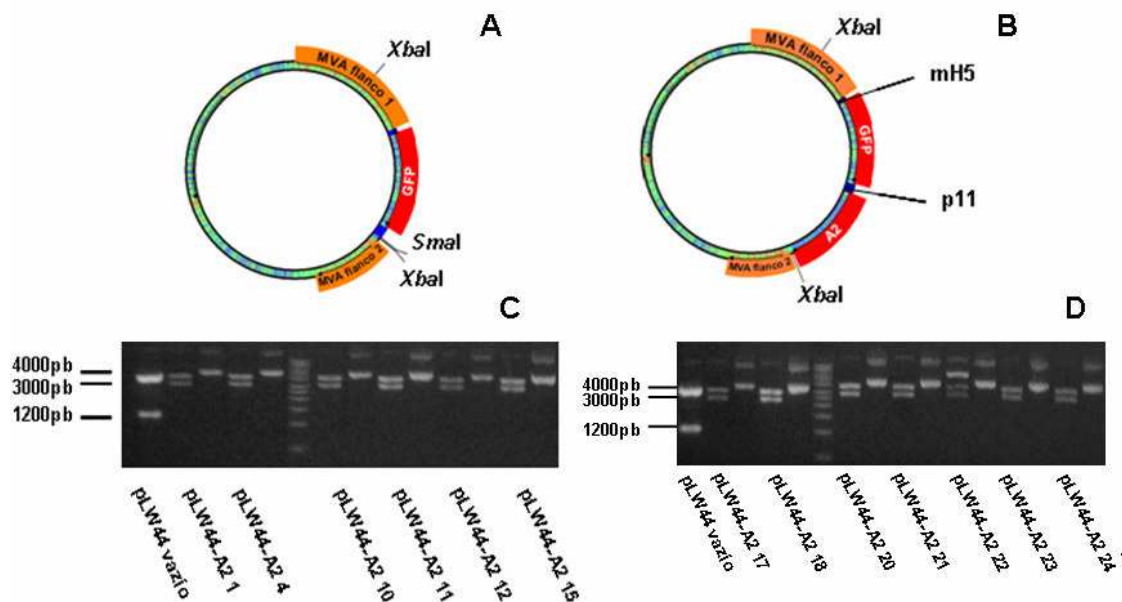 A
XbaI
MVA flanco 1
GFP
SmaI
XbaI
MVA flanco 2
B
XbaI
MVA flanco 1
mH5
GFP
p11
A2
MVA flanco 2
XbaI
C
4000pb
3000pb
1200pb
pLW44 vazio
pLW44-A2 1
pLW44-A2 4
pLW44-A2 10
pLW44-A2 11
pLW44-A2 12
pLW44-A2 15
D
4000pb
3000pb
1200pb
pLW44 vazio
pLW44-A2 17
pLW44-A2 18
pLW44-A2 20
pLW44-A2 21
pLW44-A2 22
pLW44-A2 23
pLW44-A2 24